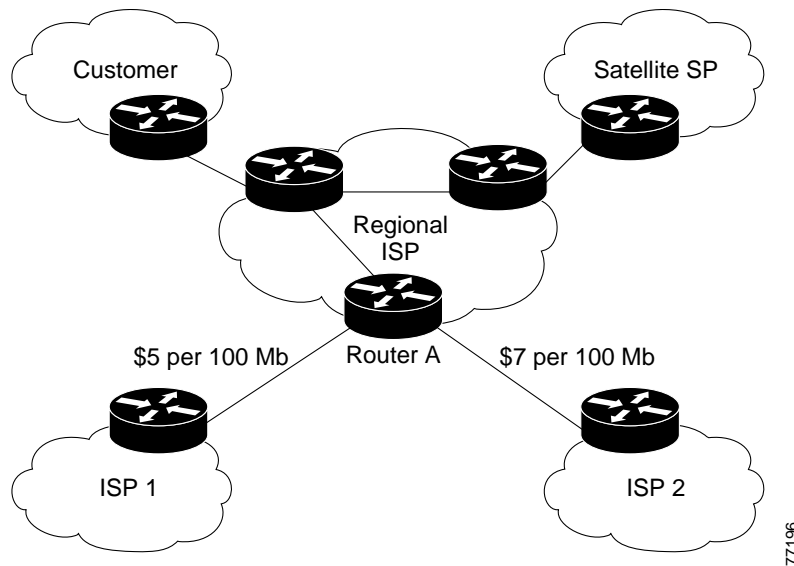 Customer
Satellite SP
Regional
ISP
$5 per 100 Mb
Router A
$7 per 100 Mb
ISP 1
ISP 2
77196